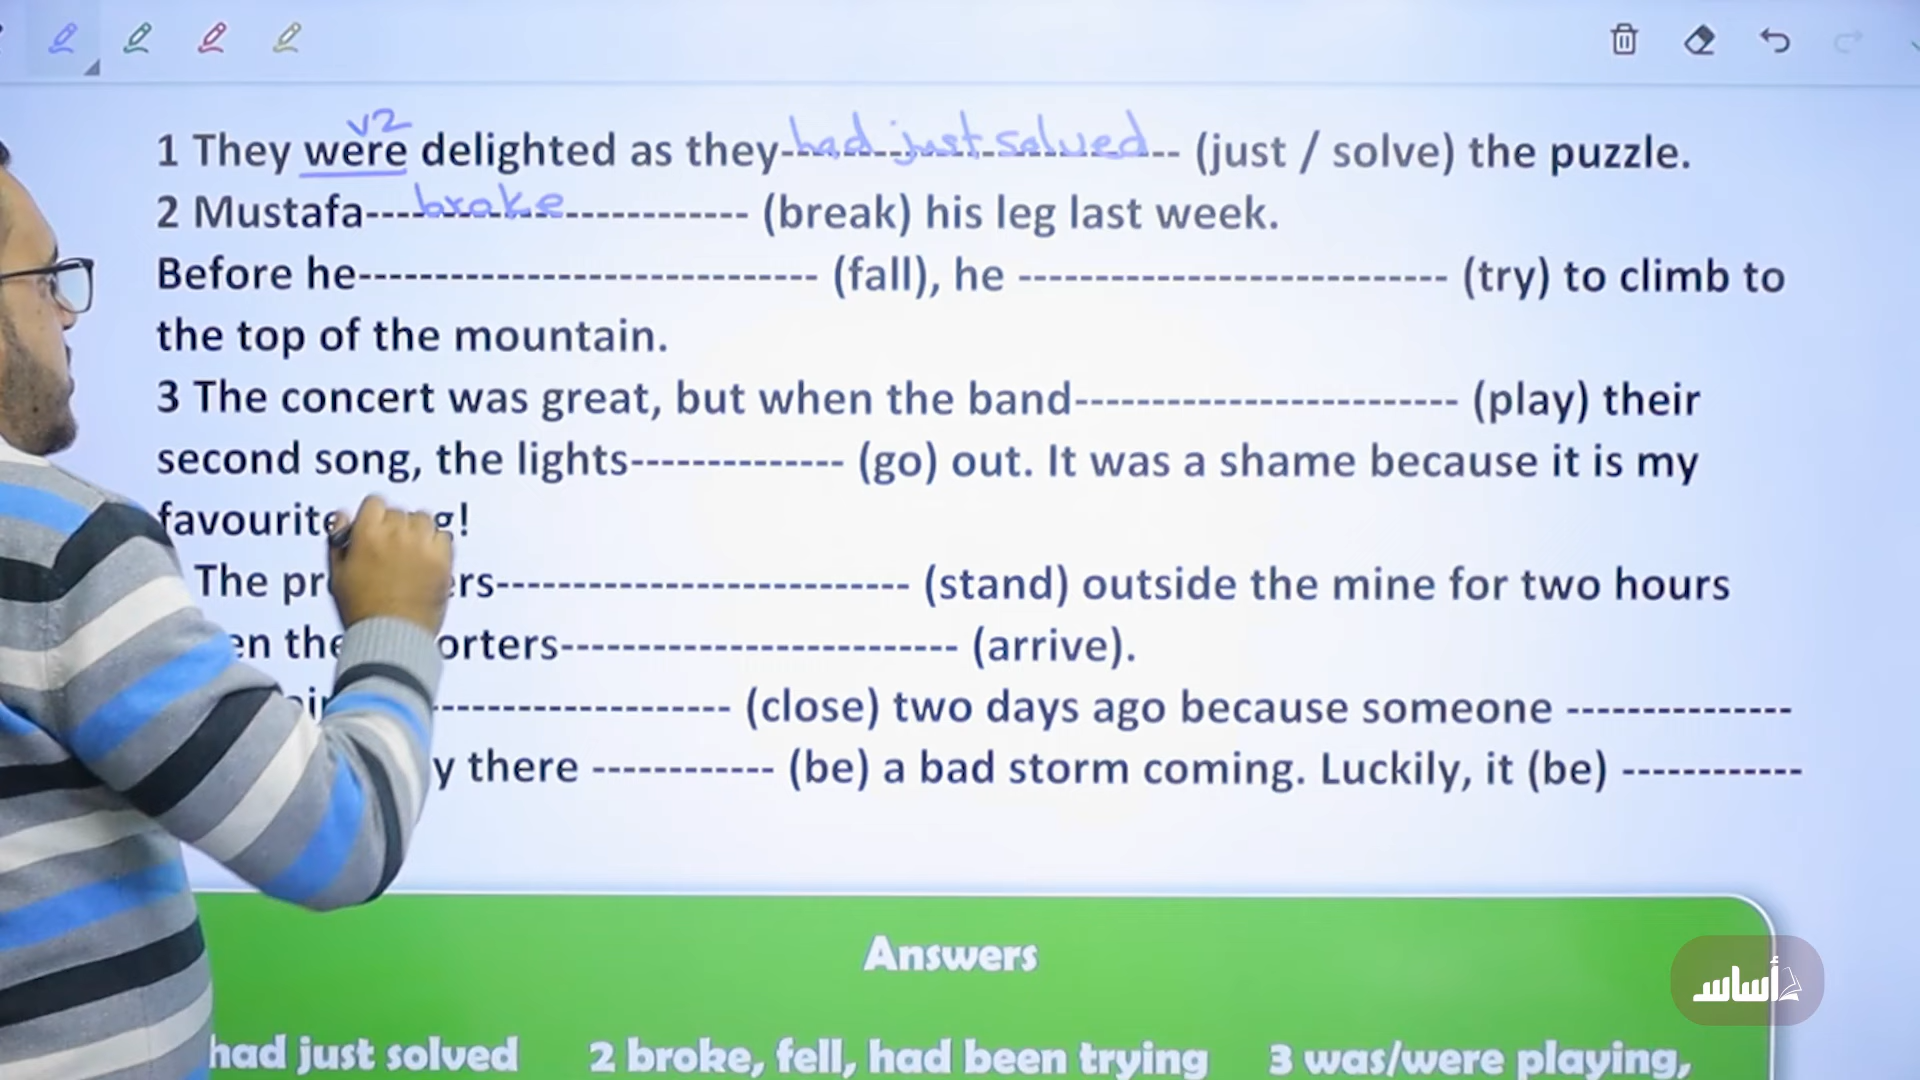 v2
1 They were delighted as they had just solved (just / solve) the puzzle.
2 Mustafa---- broke ------------ (break) his leg last week.
Before he------------------------------ (fall), he ---------------------------- (try) to climb to
the top of the mountain.
3 The concert was great, but when the band------------------------- (play) their
second song, the lights-------------- (go) out. It was a shame because it is my
favourite !
The --------------------------- (stand) outside the mine for two hours
the -------------------------- (arrive).
------------------- (close) two days ago because someone ---------------
there ------------ (be) a bad storm coming. Luckily, it (be) ------------
Answers
had just solved 2 broke, fell, had been trying 3 was/were playing,
أساس